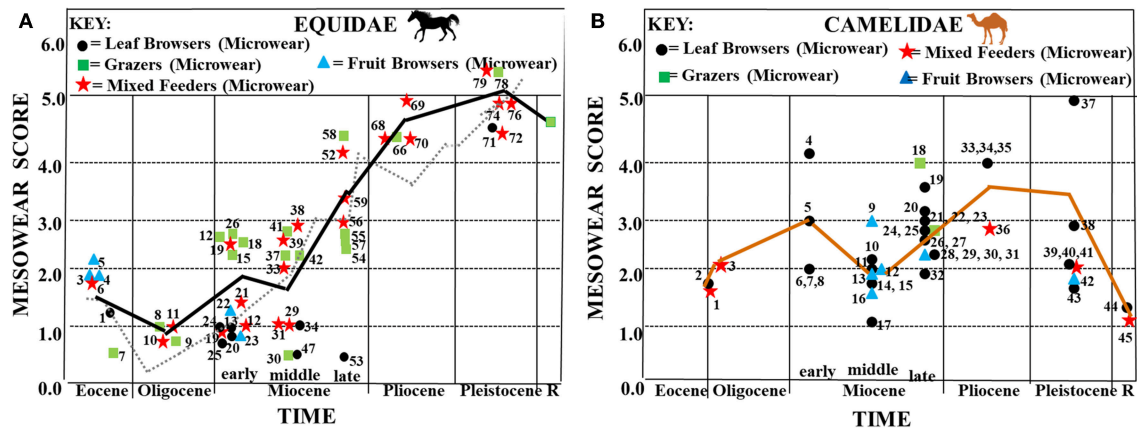 A
EQUIDAE
KEY:
= Leaf Browsers (Microwear)
= Grazers (Microwear)
= Fruit Browsers (Microwear)
= Mixed Feeders (Microwear)
MESOWEAR SCORE
6.0
5.0
4.0
3.0
2.0
1.0
0.0
79 78
69
74 76
71 72
68 66 70
58
52
59
56
55
57
54
38
41
39
37 42
33
26
12 18
19 15
5
3 4
6
1
7
8 11
10 9
21
22
24 13 12
19 20 23
25
29
31 34
30 47
53
early middle late
Eocene Oligocene Miocene Pliocene Pleistocene R
TIME
B
CAMELIDAE
KEY:
= Leaf Browsers (Microwear)
= Mixed Feeders (Microwear)
= Grazers (Microwear)
= Fruit Browsers (Microwear)
MESOWEAR SCORE
6.0
5.0
4.0
3.0
2.0
1.0
0.0
37
4
18
33,34,35
19
5
9
20
21, 22, 23
24, 25
36
38
26, 27
10
28, 29, 30, 31
39, 40, 41
2 3
6,7,8
11 12
13
32
42
14, 15
1
16
43
17
44
45
early middle late
Eocene Oligocene Miocene Pliocene Pleistocene R
TIME